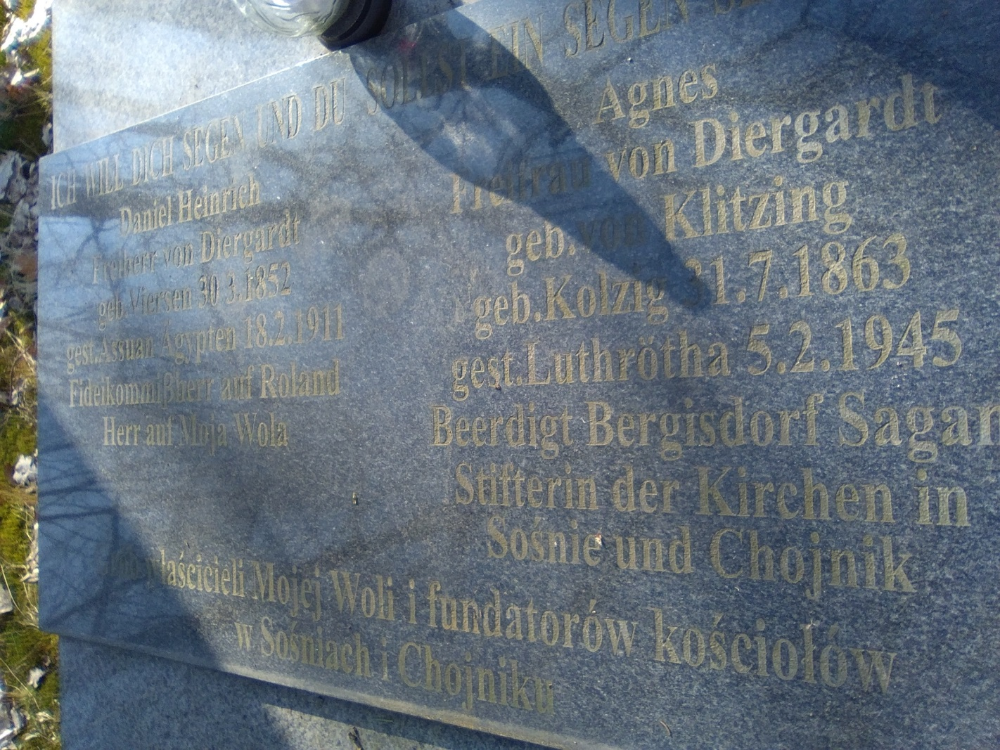 ICH WILL DICH SEGEN UND DU SOLLST EIN SEGEN
Daniel Heinrich
Freiherr von Diergardt
geb.Viersen 30.3.1852
gest.Assuan Ägypten 18.2.1911
Fideikommißherr auf Roland
Herr auf Moja Wola
Agnes
Freifrau von Diergardt
geb.von Klitzing
geb.Kolzig 31.7.1863
gest.Luthrötha 5.2.1945
Beerdigt Bergisdorf Sagan
Stifterin der Kirchen in
Sośnie und Chojnik
właścicieli Mojej Woli i fundatorów kościołów
w Sośniach i Chojniku